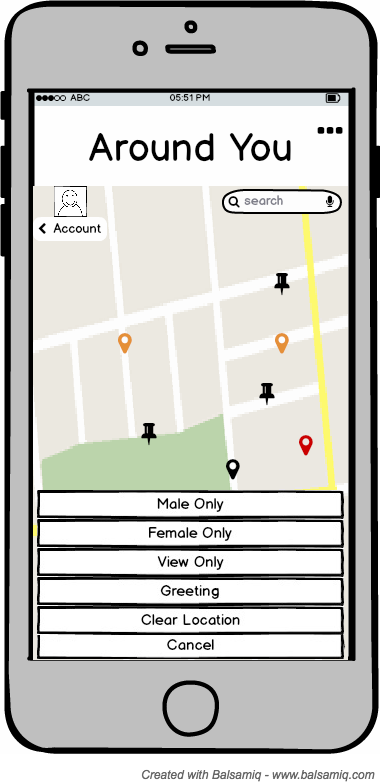 ABC 05:51 PM
Around You
search
Account
Male Only
Female Only
View Only
Greeting
Clear Location
Cancel
Created with Balsamiq - www.balsamiq.com